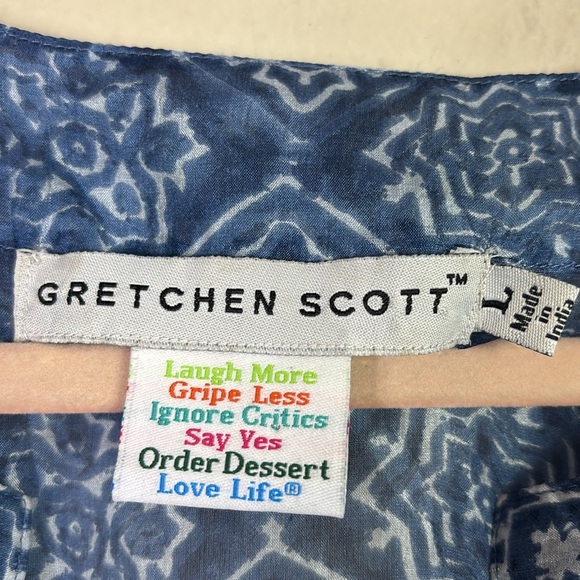 GRETCHEN SCOTT™
L
Made
in
India
Laugh More
Gripe Less
Ignore Critics
Say Yes
Order Dessert
Love Life®